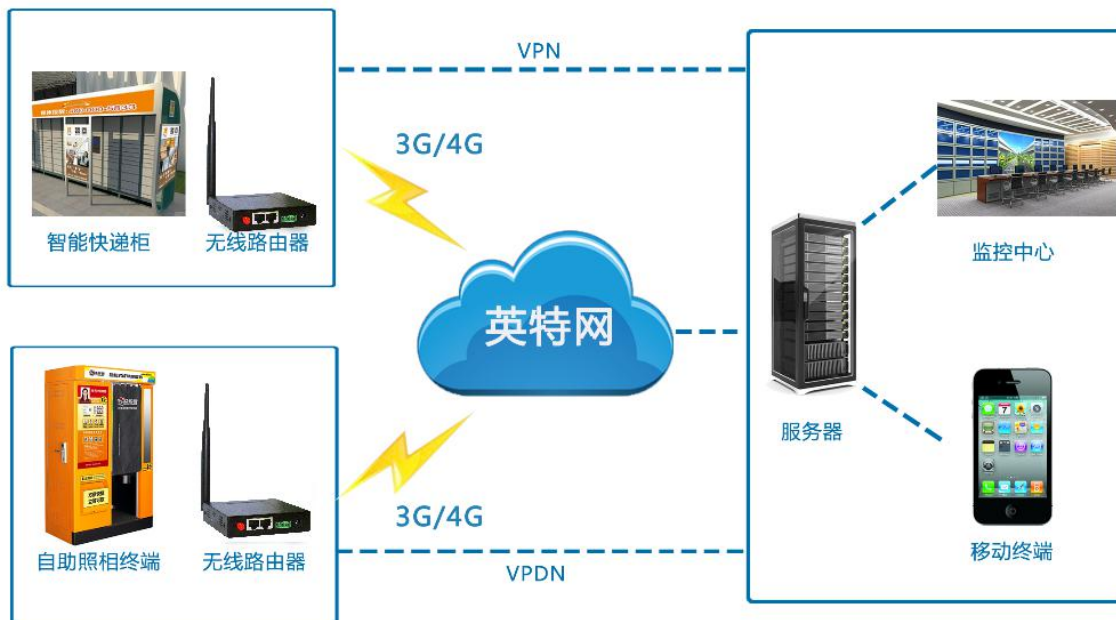 VPN
3G/4G
智能快递柜
无线路由器
英特网
监控中心
服务器
自助照相终端
无线路由器
3G/4G
VPDN
移动终端